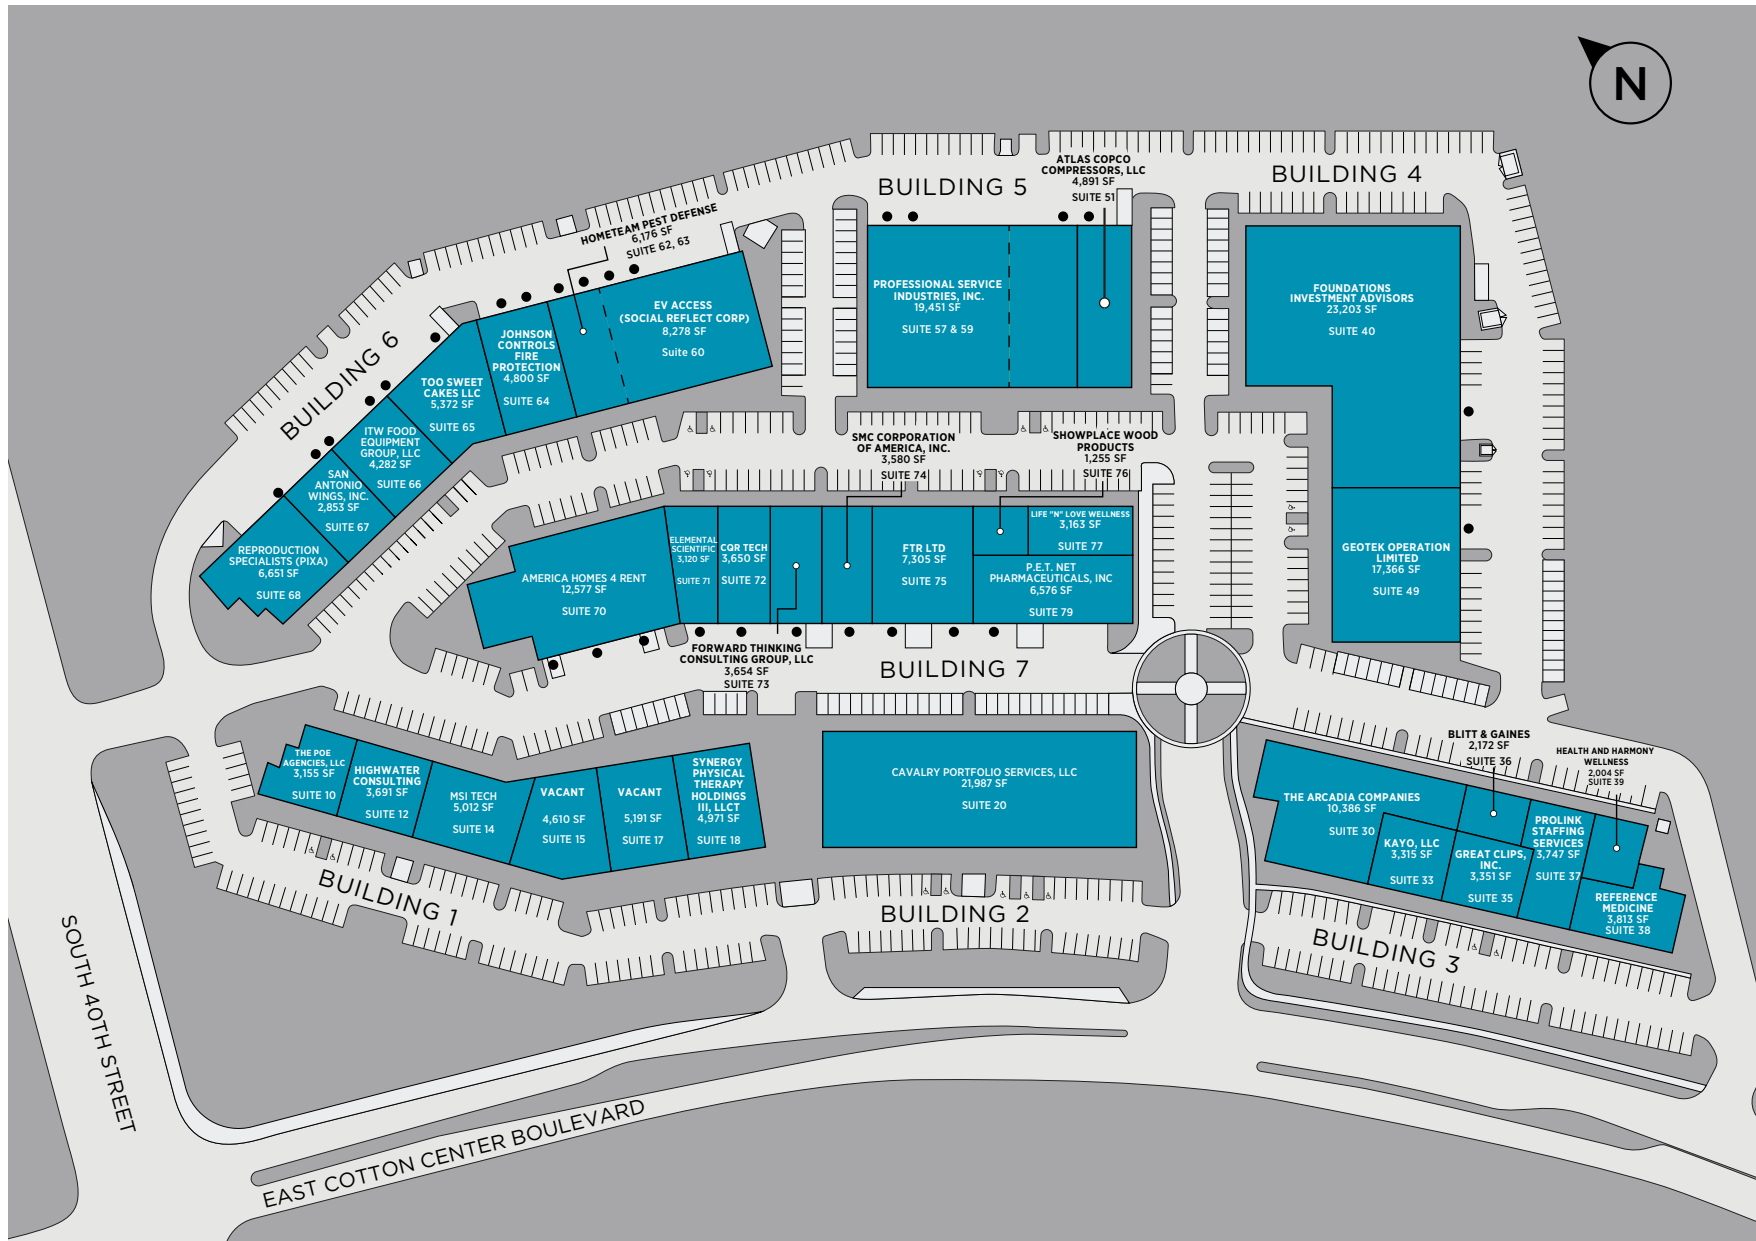 N
BUILDING 5
ATLAS COPCO
COMPRESSORS, LLC
4,891 SF
SUITE 51
BUILDING 4
HOMETEAM PEST DEFENSE
6,176 SF
SUITE 62, 63
BUILDING 6
EV ACCESS
(SOCIAL REFLECT CORP)
8,278 SF
Suite 60
JOHNSON
CONTROLS
FIRE
PROTECTION
4,800 SF
SUITE 64
TOO SWEET
CAKES LLC
5,372 SF
SUITE 65
ITW FOOD
EQUIPMENT
GROUP, LLC
4,282 SF
SUITE 66
SAN
ANTONIO
WINGS, INC.
2,853 SF
SUITE 67
REPRODUCTION
SPECIALISTS (PIXA)
6,651 SF
SUITE 68
PROFESSIONAL SERVICE
INDUSTRIES, INC.
19,451 SF
SUITE 57 & 59
FOUNDATIONS
INVESTMENT ADVISORS
23,203 SF
SUITE 40
GEOTEK OPERATION
LIMITED
17,366 SF
SUITE 49
SMC CORPORATION
OF AMERICA, INC.
3,580 SF
SUITE 74
SHOWPLACE WOOD
PRODUCTS
1,255 SF
SUITE 76
AMERICA HOMES 4 RENT
12,577 SF
SUITE 70
ELEMENTAL
SCIENTIFIC
3,120 SF
SUITE 71
CQR TECH
3,650 SF
SUITE 72
FTR LTD
7,305 SF
SUITE 75
LIFE "N" LOVE WELLNESS
3,163 SF
SUITE 77
P.E.T. NET
PHARMACEUTICALS, INC
6,576 SF
SUITE 79
FORWARD THINKING
CONSULTING GROUP, LLC
3,654 SF
SUITE 73
BUILDING 7
THE POE
AGENCIES, LLC
3,155 SF
SUITE 10
HIGHWATER
CONSULTING
3,691 SF
SUITE 12
MSI TECH
5,012 SF
SUITE 14
VACANT
4,610 SF
SUITE 15
VACANT
5,191 SF
SUITE 17
SYNERGY
PHYSICAL
THERAPY
HOLDINGS
III, LLCT
4,971 SF
SUITE 18
CAVALRY PORTFOLIO SERVICES, LLC
21,987 SF
SUITE 20
BLITT & GAINES
2,172 SF
SUITE 36
HEALTH AND HARMONY
WELLNESS
2,004 SF
SUITE 39
THE ARCADIA COMPANIES
10,386 SF
SUITE 30
KAYO, LLC
3,315 SF
SUITE 33
GREAT CLIPS,
INC.
3,351 SF
SUITE 35
PROLINK
STAFFING
SERVICES
3,747 SF
SUITE 37
REFERENCE
MEDICINE
3,813 SF
SUITE 38
BUILDING 1
BUILDING 2
BUILDING 3
SOUTH 40TH STREET
EAST COTTON CENTER BOULEVARD